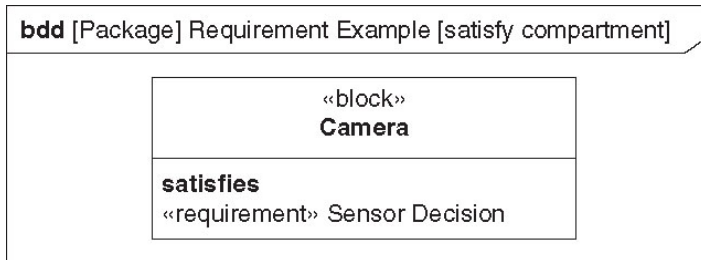 bdd [Package] Requirement Example [satisfy compartment]
«block»
Camera
satisfies
«requirement» Sensor Decision